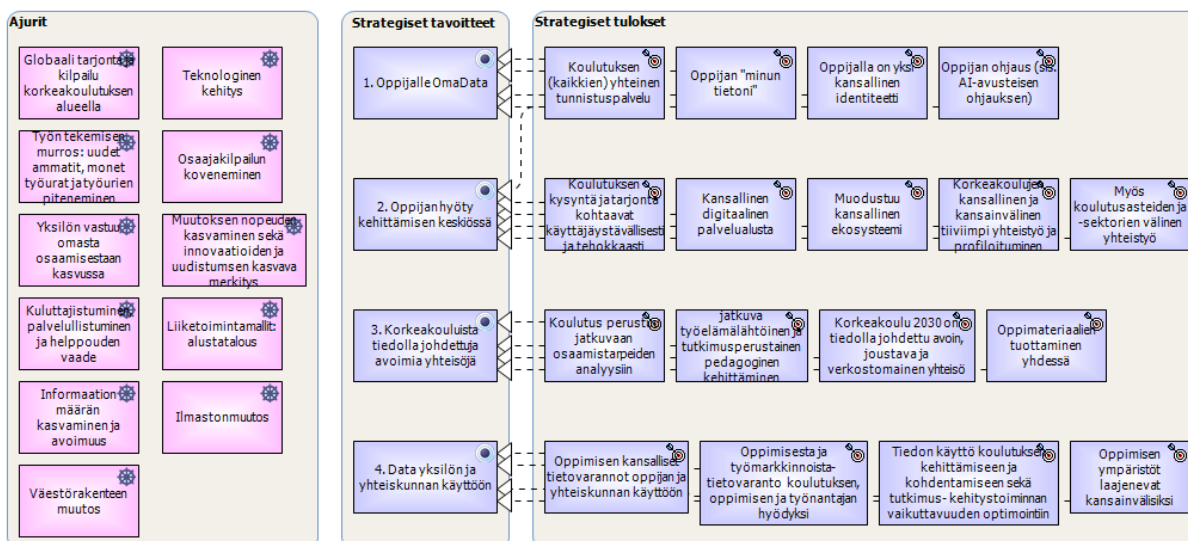 Ajurit
Globaali tarjonta ja
kilpailu
korkeakoulutuksen
alueella
Teknologinen
kehitys
Työn tekemisen
murros: uudet
ammatit, monet
työurat ja työurien
piteneminen
Osaajakilpailun
koveneminen
Yksilön vastuu
omasta
osaamisestaan
kasvussa
Muutoksen nopeuden
kasvaminen sekä
innovaatioiden ja
uudistumsen kasvava
merkitys
Kuluttajistuminen,
palvelullistuminen
ja helppouden
vaade
Liiketoimintamallit:
alustatalous
Informaation
määrän
kasvaminen ja
avoimuus
Ilmastonmuutos
Väestörakenteen
muutos
Strategiset tavoitteet
Strategiset tulokset
1. Oppijalle OmaData
Koulutuksen
(kaikkien) yhteinen
tunnistuspalvelu
Oppijan "minun
tietoni"
Oppijalla on yksi
kansallinen
identiteetti
Oppijan ohjaus (sis.
AI-avusteisen
ohjauksen)
2. Oppijan hyöty
kehittämisen keskiössä
Koulutuksen
kysyntä ja tarjonta
kohtaavat
käyttäjäystävällisesti
ja tehokkaasti
Kansallinen
digitaalinen
palvelualusta
Muodostuu
kansallinen
ekosysteemi
Korkeakoulujen
kansallinen ja
kansainvälinen
tiiviimpi yhteistyö ja
profiloituminen
Myös
koulutusasteiden ja
-sektorien välinen
yhteistyö
3. Korkeakouluista
tiedolla johdettuja
avoimia yhteisöjä
Koulutus perustuu
jatkuvaan
osaamistarpeiden
analyysiin
jatkuva
työelämälähtöinen ja
tutkimusperustainen
pedagoginen
kehittäminen
Korkeakoulu 2030 on
tiedolla johdettu avoin,
joustava ja
verkostomainen yhteisö
Oppimateriaalien
tuottaminen
yhdessä
4. Data yksilön ja
yhteiskunnan käyttöön
Oppimisen kansalliset
tietovarannot oppijan ja
yhteiskunnan käyttöön
Oppimisesta ja
työmarkkinnoista-
tietovaranto koulutuksen,
oppimisen ja työnantajan
hyödyksi
Tiedon käyttö koulutuksen
kehittämiseen ja
kohdentamiseen sekä
tutkimus- kehitystoiminnan
vaikuttavuuden optimointiin
Oppimisen
ympäristöt
laajenevat
kansainvälisiksi